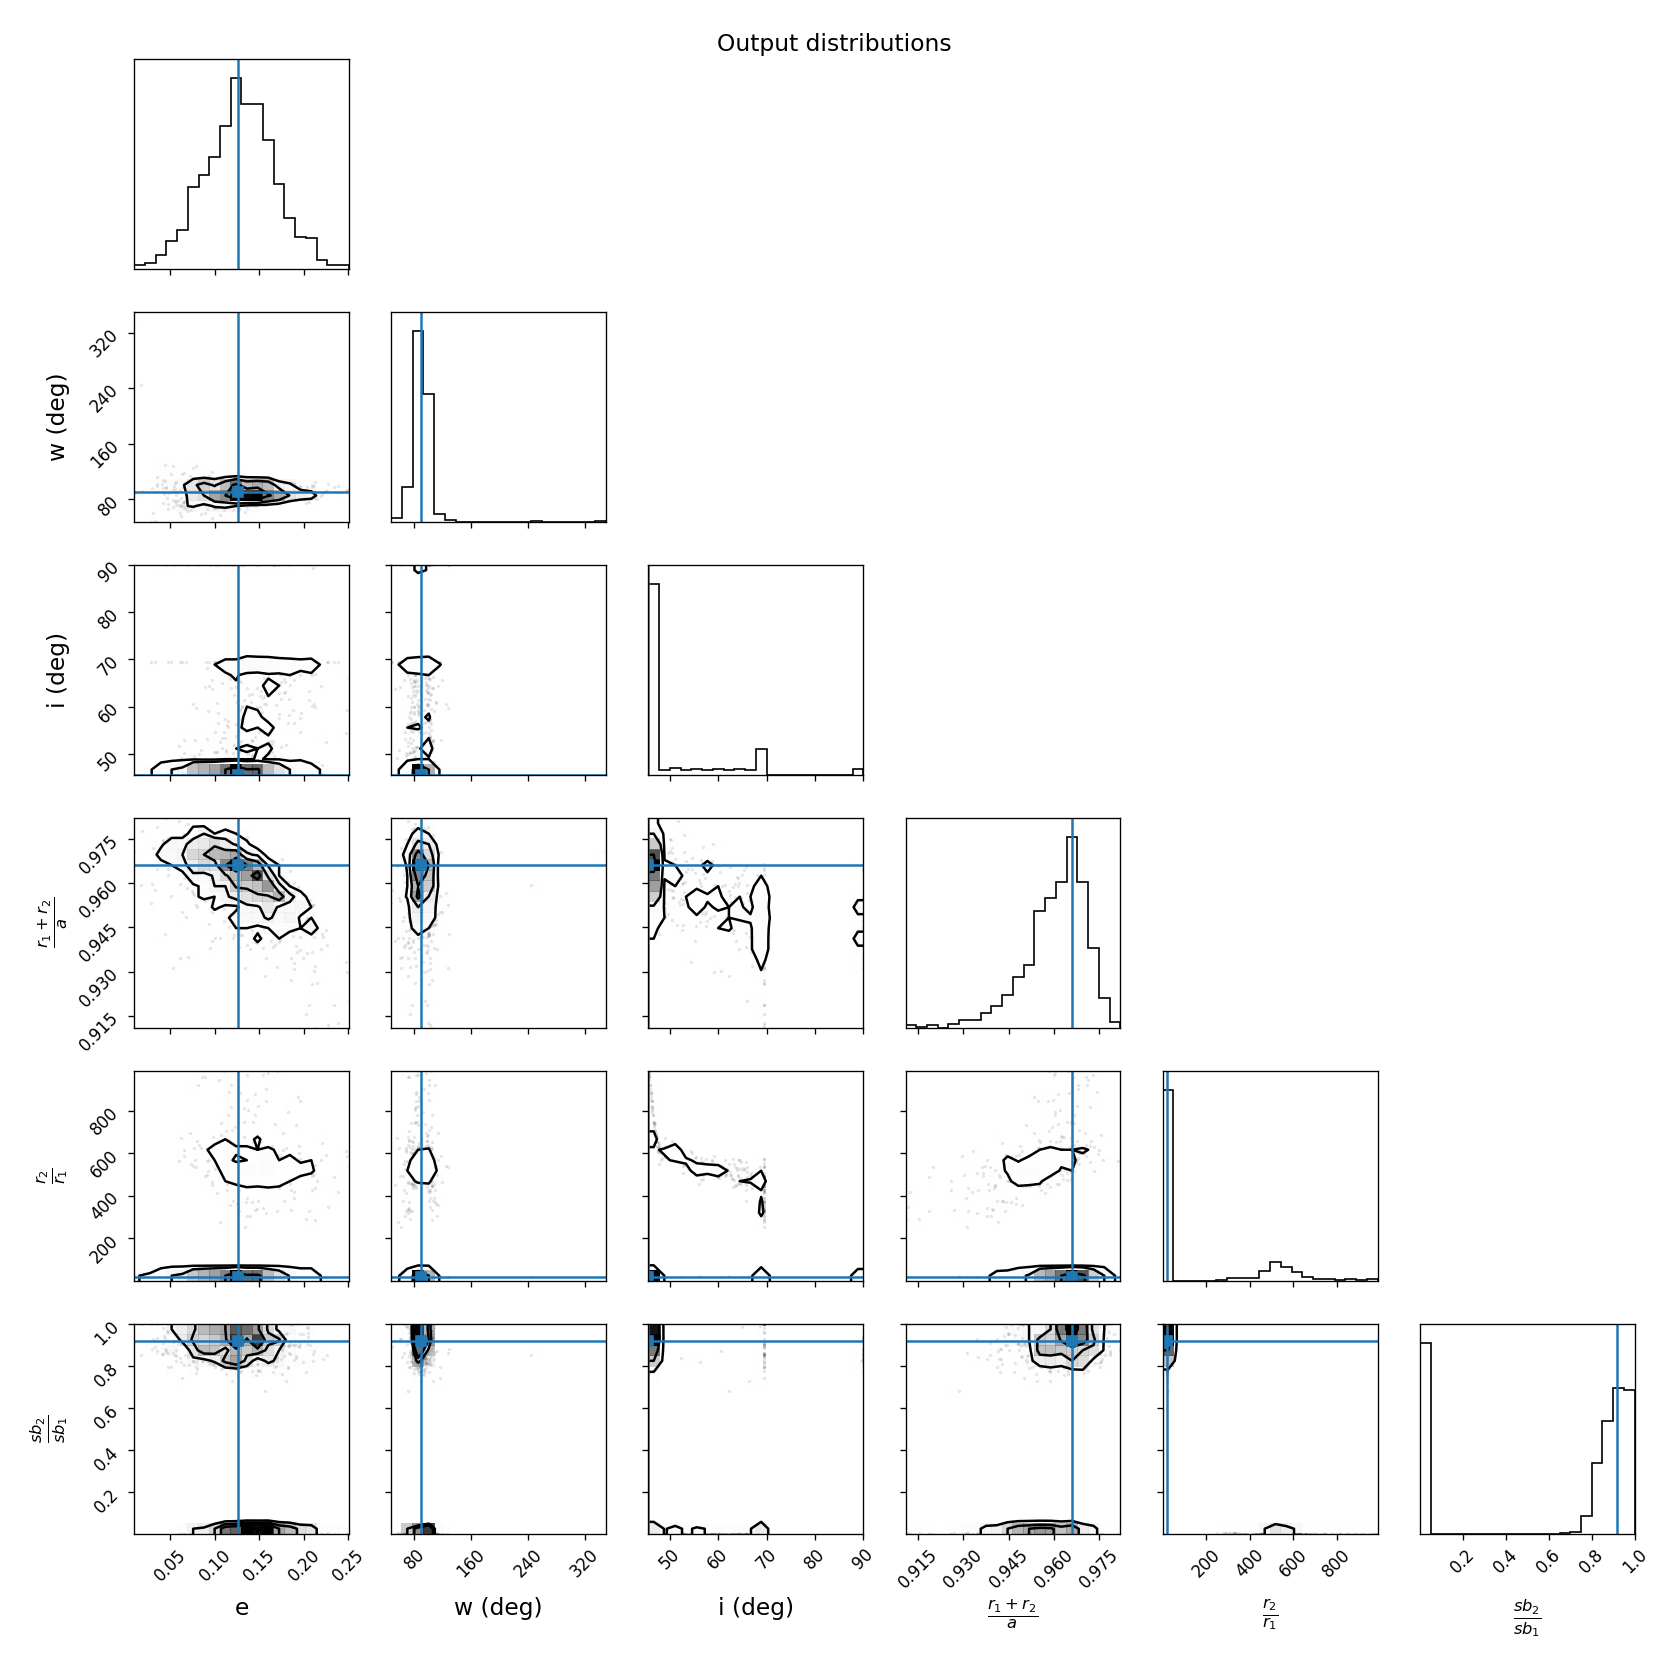 Output distributions
w (deg)
320
240
160
80
i (deg)
90
80
70
60
50
r₁ + r₂
a
0.975
0.960
0.945
0.930
0.915
r₂
r₁
800
600
400
200
sb₂
sb₁
1.0
0.8
0.6
0.4
0.2
0.05 0.10 0.15 0.20 0.25
80 160 240 320
50 60 70 80 90
0.915 0.930 0.945 0.960 0.975
200 400 600 800
0.2 0.4 0.6 0.8 1.0
e
w (deg)
i (deg)
r₁ + r₂
a
r₂
r₁
sb₂
sb₁